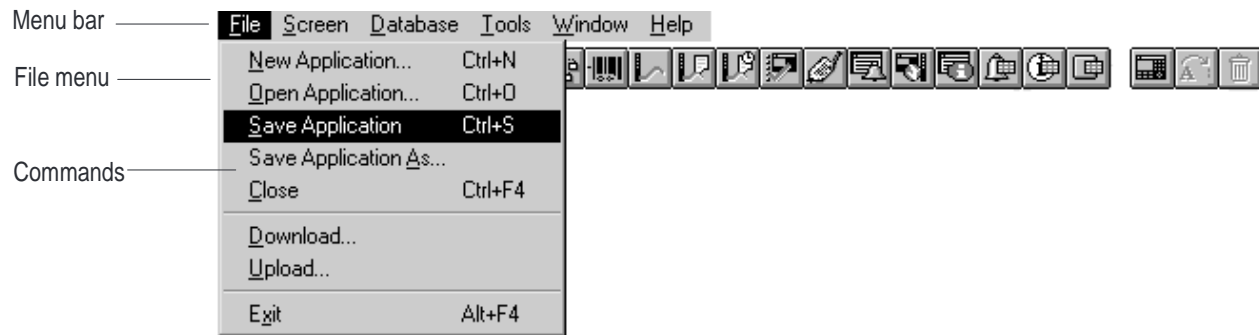 Menu bar
File Screen Database Tools Window Help
File menu
New Application... Ctrl+N
Open Application... Ctrl+O
Save Application Ctrl+S
Commands
Save Application As...
Close Ctrl+F4
Download...
Upload...
Exit Alt+F4